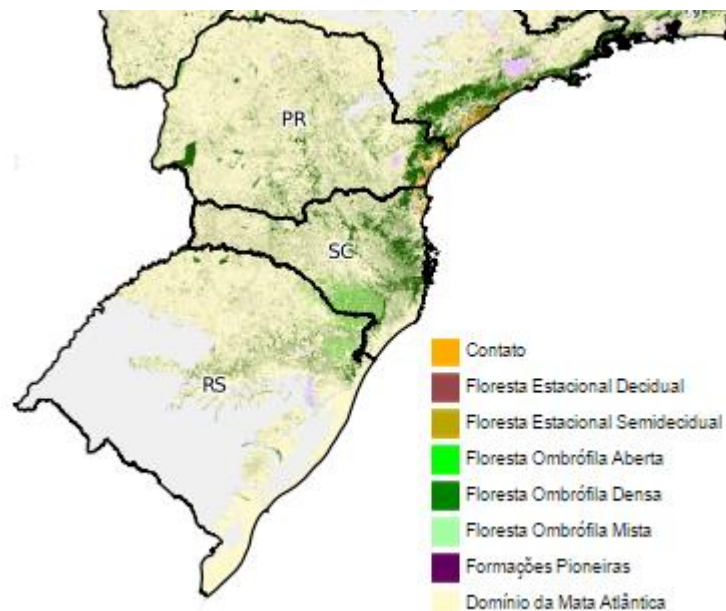 PR
SC
RS
Contato
Floresta Estacional Decidual
Floresta Estacional Semidecidual
Floresta Ombrófila Aberta
Floresta Ombrófila Densa
Floresta Ombrófila Mista
Formações Pioneiras
Domínio da Mata Atlântica